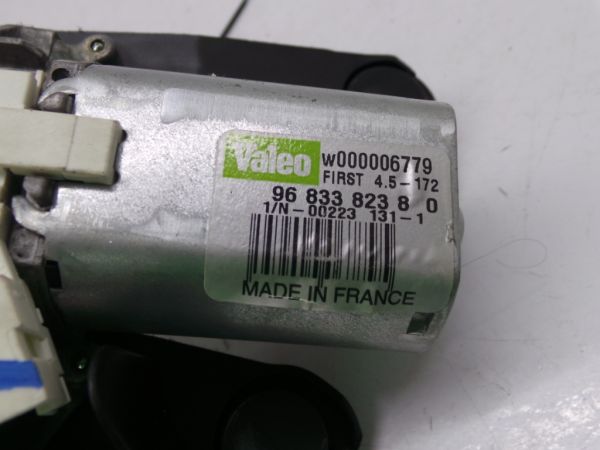 Valeo W000006779
FIRST 4.5-172
96 833 823 8 0
1/N-00223 131-1
MADE IN FRANCE